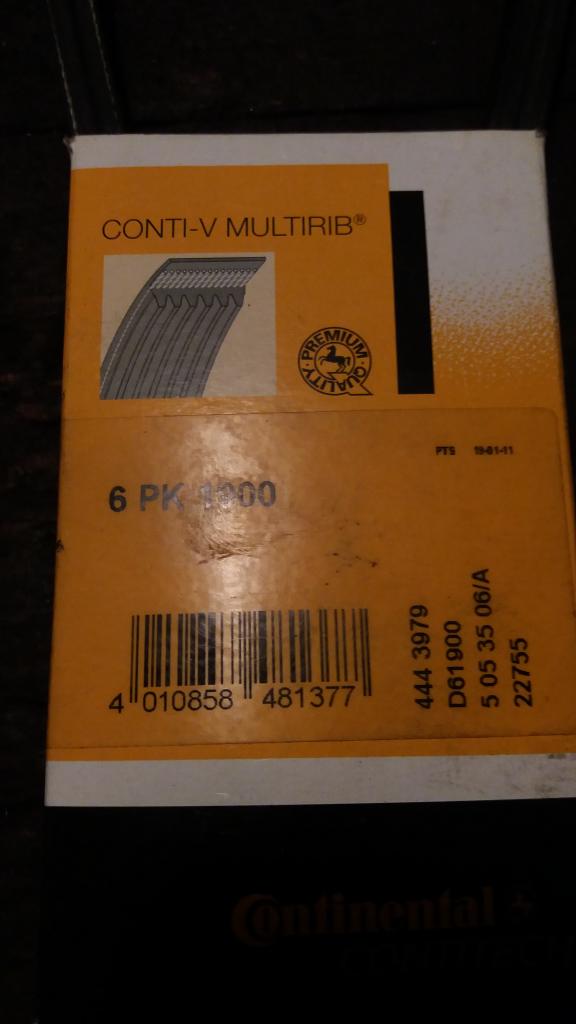 CONTI-V MULTIRIB®
PREMIUM
QUALITY
PTS 19-01-11
6 PK 1900
4 010858 481377
444 3979
D61900
5 05 35 06/A
22755
Continental
CONTITECH